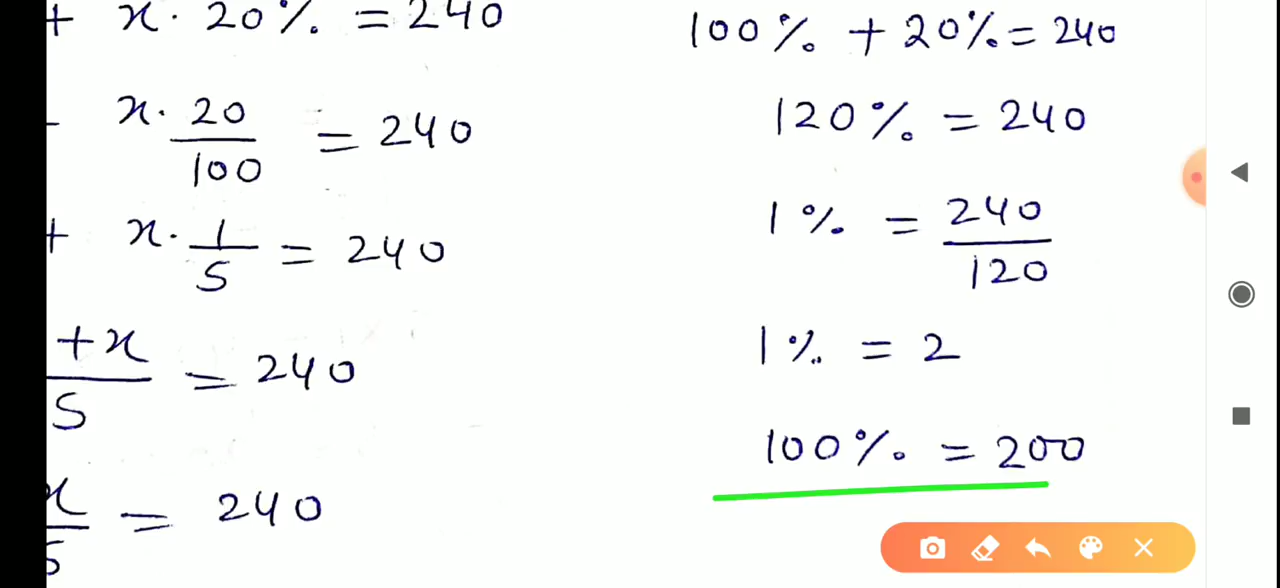 + x · 20% = 240
x · 20/100 = 240
+ x · 1/5 = 240
+x/5 = 240
x/5 = 240
100% + 20% = 240
120% = 240
1% = 240/120
1% = 2
100% = 200